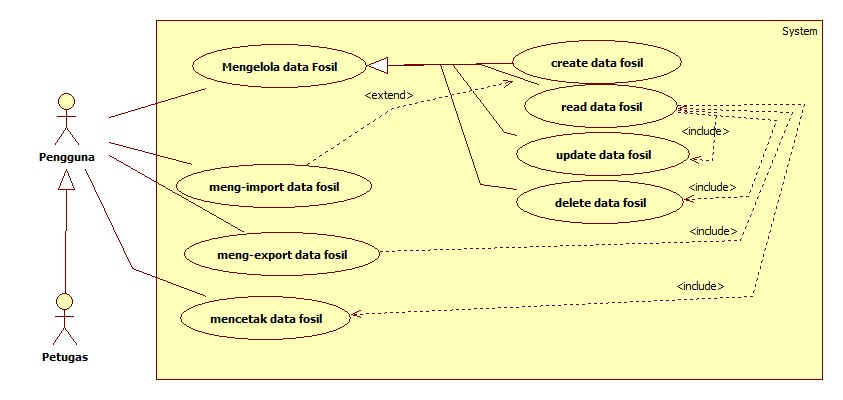 System
Mengelola data Fosil
create data fosil
<extend>
read data fosil
<include>
Pengguna
update data fosil
meng-import data fosil
<include>
delete data fosil
<include>
meng-export data fosil
<include>
mencetak data fosil
Petugas